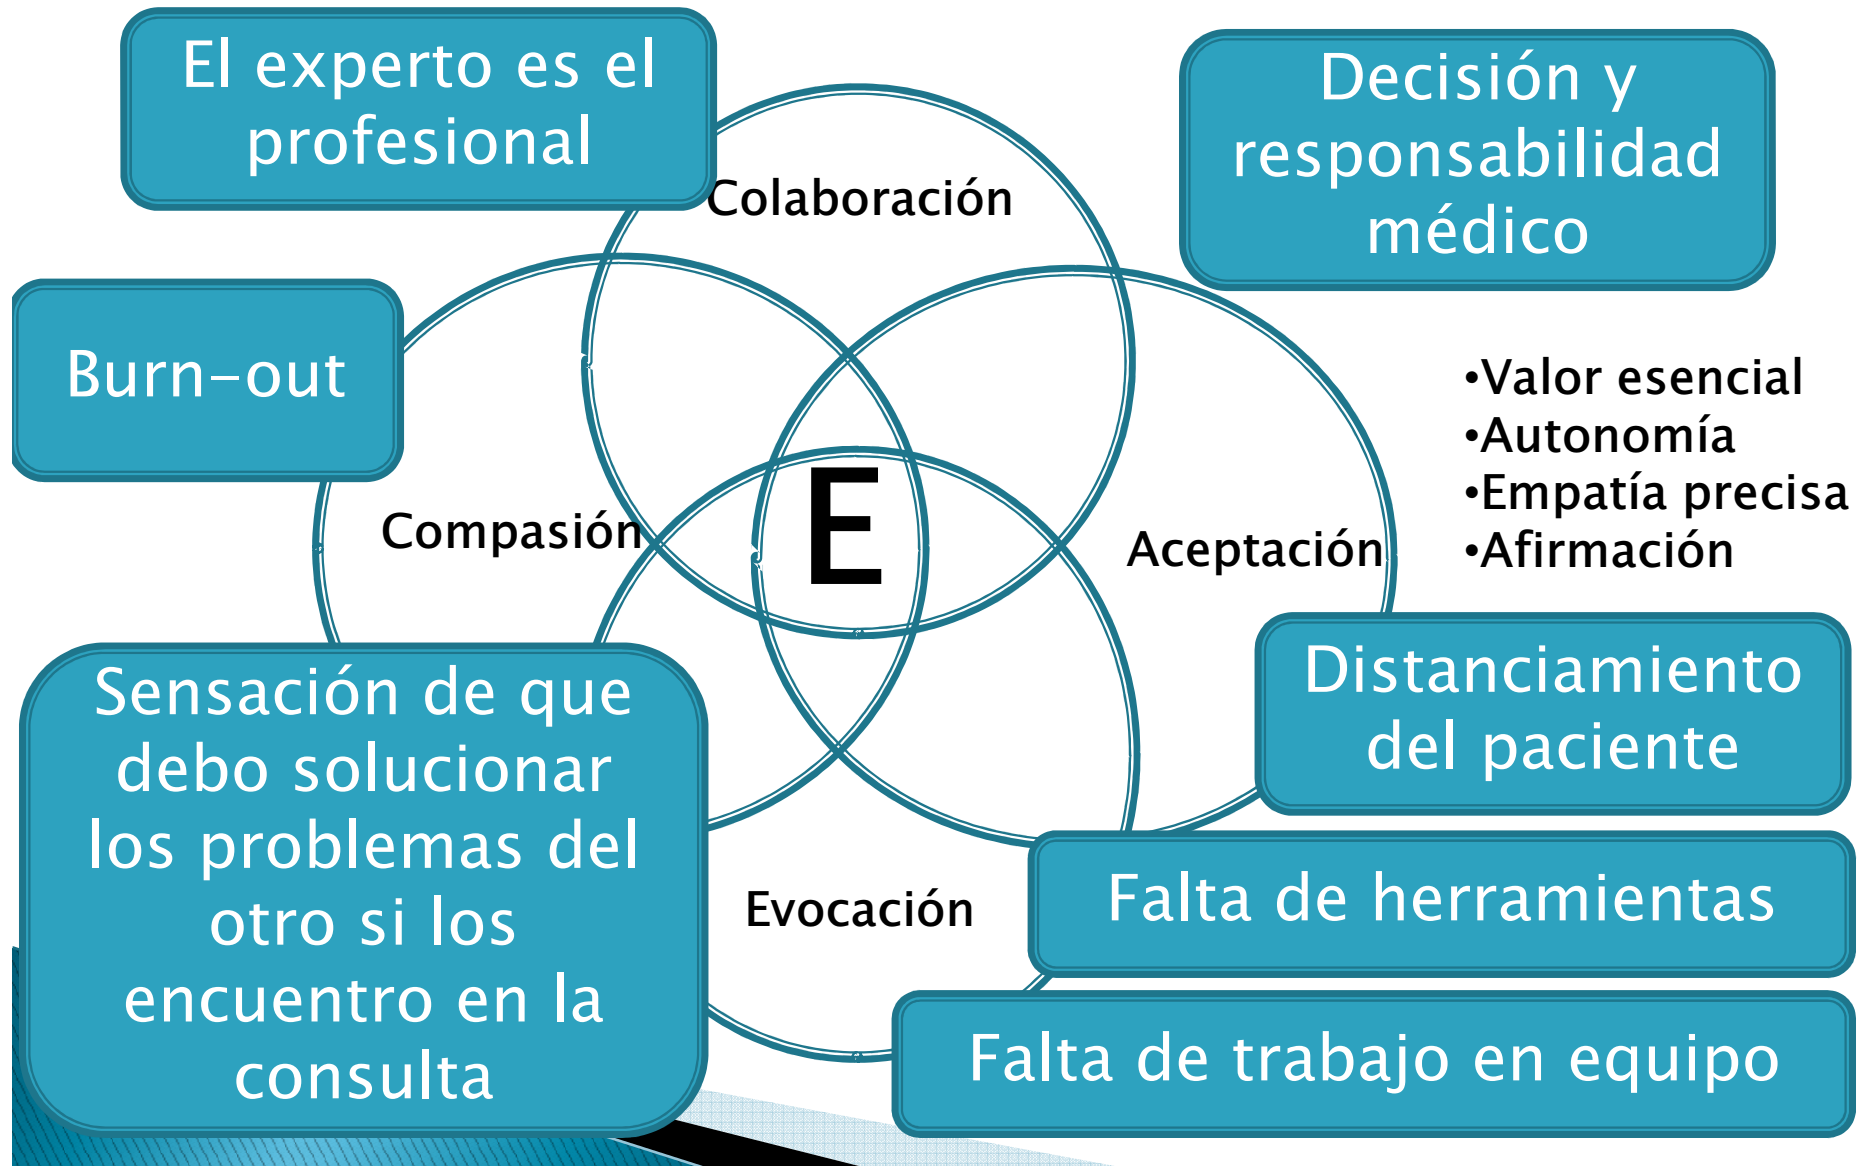 El experto es el
profesional
Decisión y
responsabilidad
médico
Colaboración
Burn-out
•Valor esencial
•Autonomía
•Empatía precisa
•Afirmación
E
Compasión
Aceptación
Distanciamiento
del paciente
Sensación de que
debo solucionar
los problemas del
otro si los
encuentro en la
consulta
Evocación
Falta de herramientas
Falta de trabajo en equipo